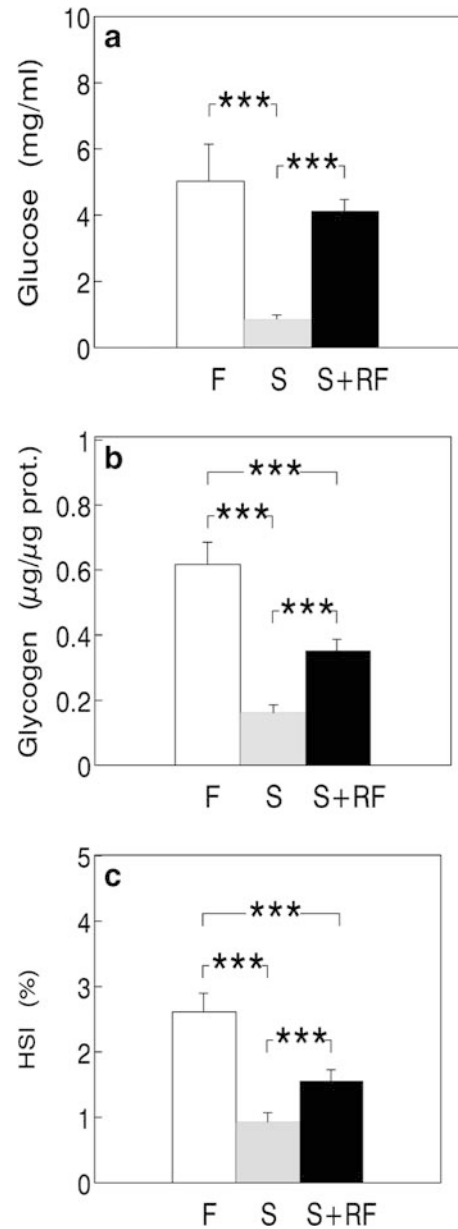 a
10
8
6
4
2
0
Glucose (mg/ml)
***
***
F S S+RF
b
1
0.8
0.6
0.4
0.2
0
Glycogen (µg/µg prot.)
***
***
***
F S S+RF
c
5
4
3
2
1
0
HSI (%)
***
***
***
F S S+RF